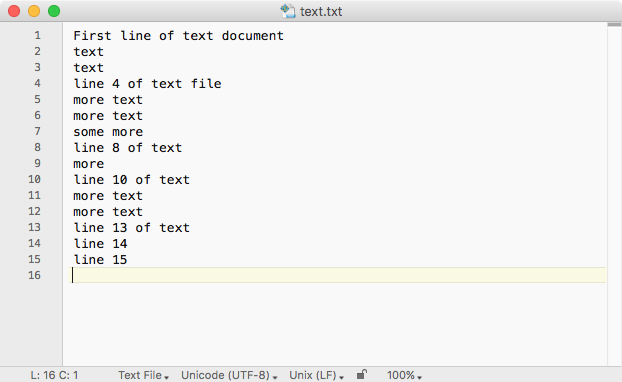 text.txt
1 First line of text document
2 text
3 text
4 line 4 of text file
5 more text
6 more text
7 some more
8 line 8 of text
9 more
10 line 10 of text
11 more text
12 more text
13 line 13 of text
14 line 14
15 line 15
16
L: 16 C: 1 Text File Unicode (UTF-8) Unix (LF) 100%